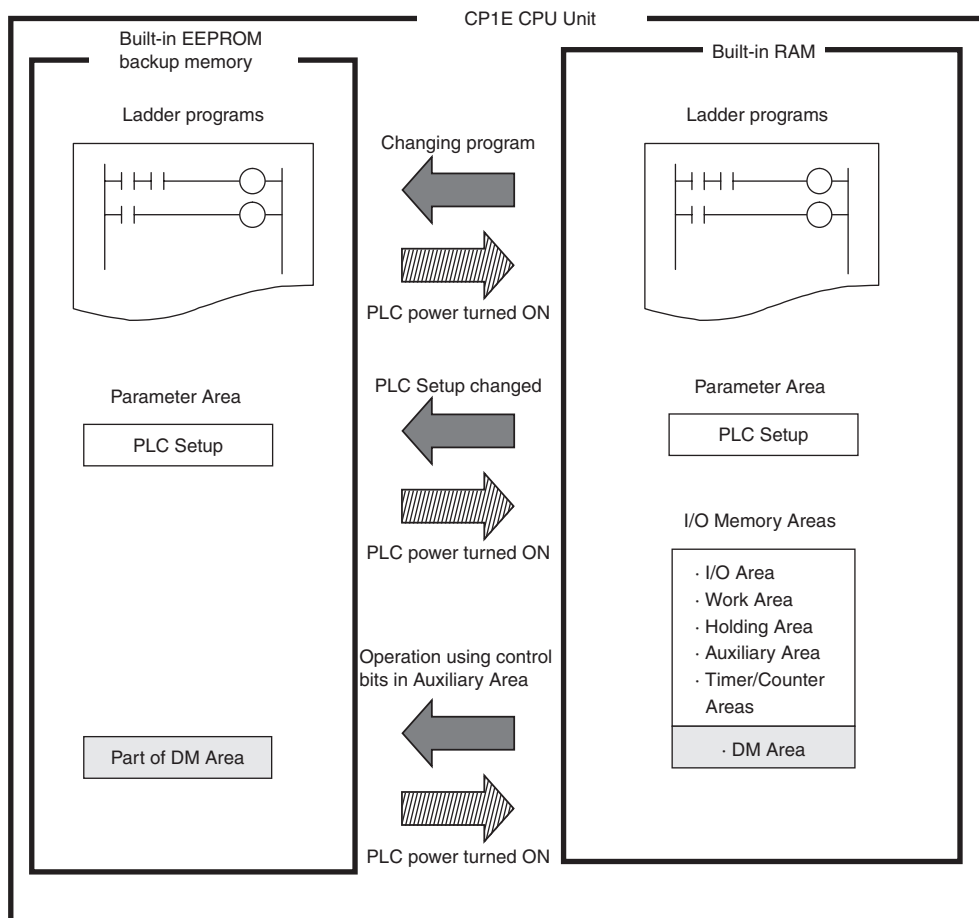 CP1E CPU Unit
Built-in EEPROM
backup memory
Ladder programs
Parameter Area
PLC Setup
Part of DM Area
Changing program
PLC power turned ON
PLC Setup changed
PLC power turned ON
Operation using control
bits in Auxiliary Area
PLC power turned ON
Built-in RAM
Ladder programs
Parameter Area
PLC Setup
I/O Memory Areas
· I/O Area
· Work Area
· Holding Area
· Auxiliary Area
· Timer/Counter
Areas
· DM Area